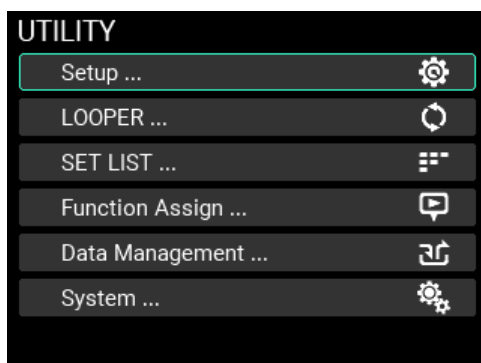 UTILITY
Setup ...
LOOPER ...
SET LIST ...
Function Assign ...
Data Management ...
System ...